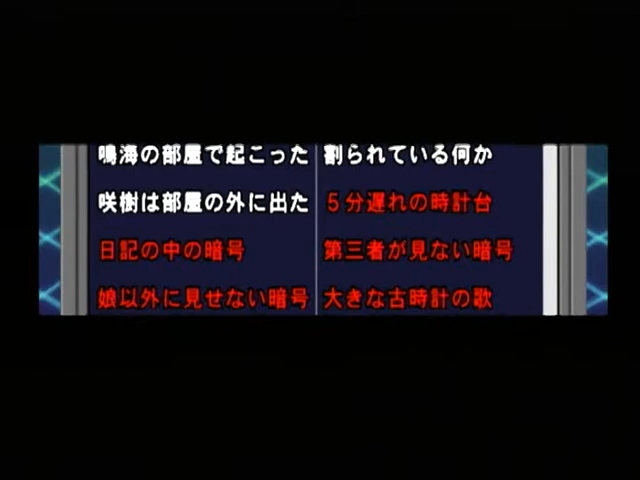 鳴海の部屋で起こった 割られている何か
咲樹は部屋の外に出た 5分遅れの時計台
日記の中の暗号 第三者が見ない暗号
娘以外に見せない暗号 大きな古時計の歌